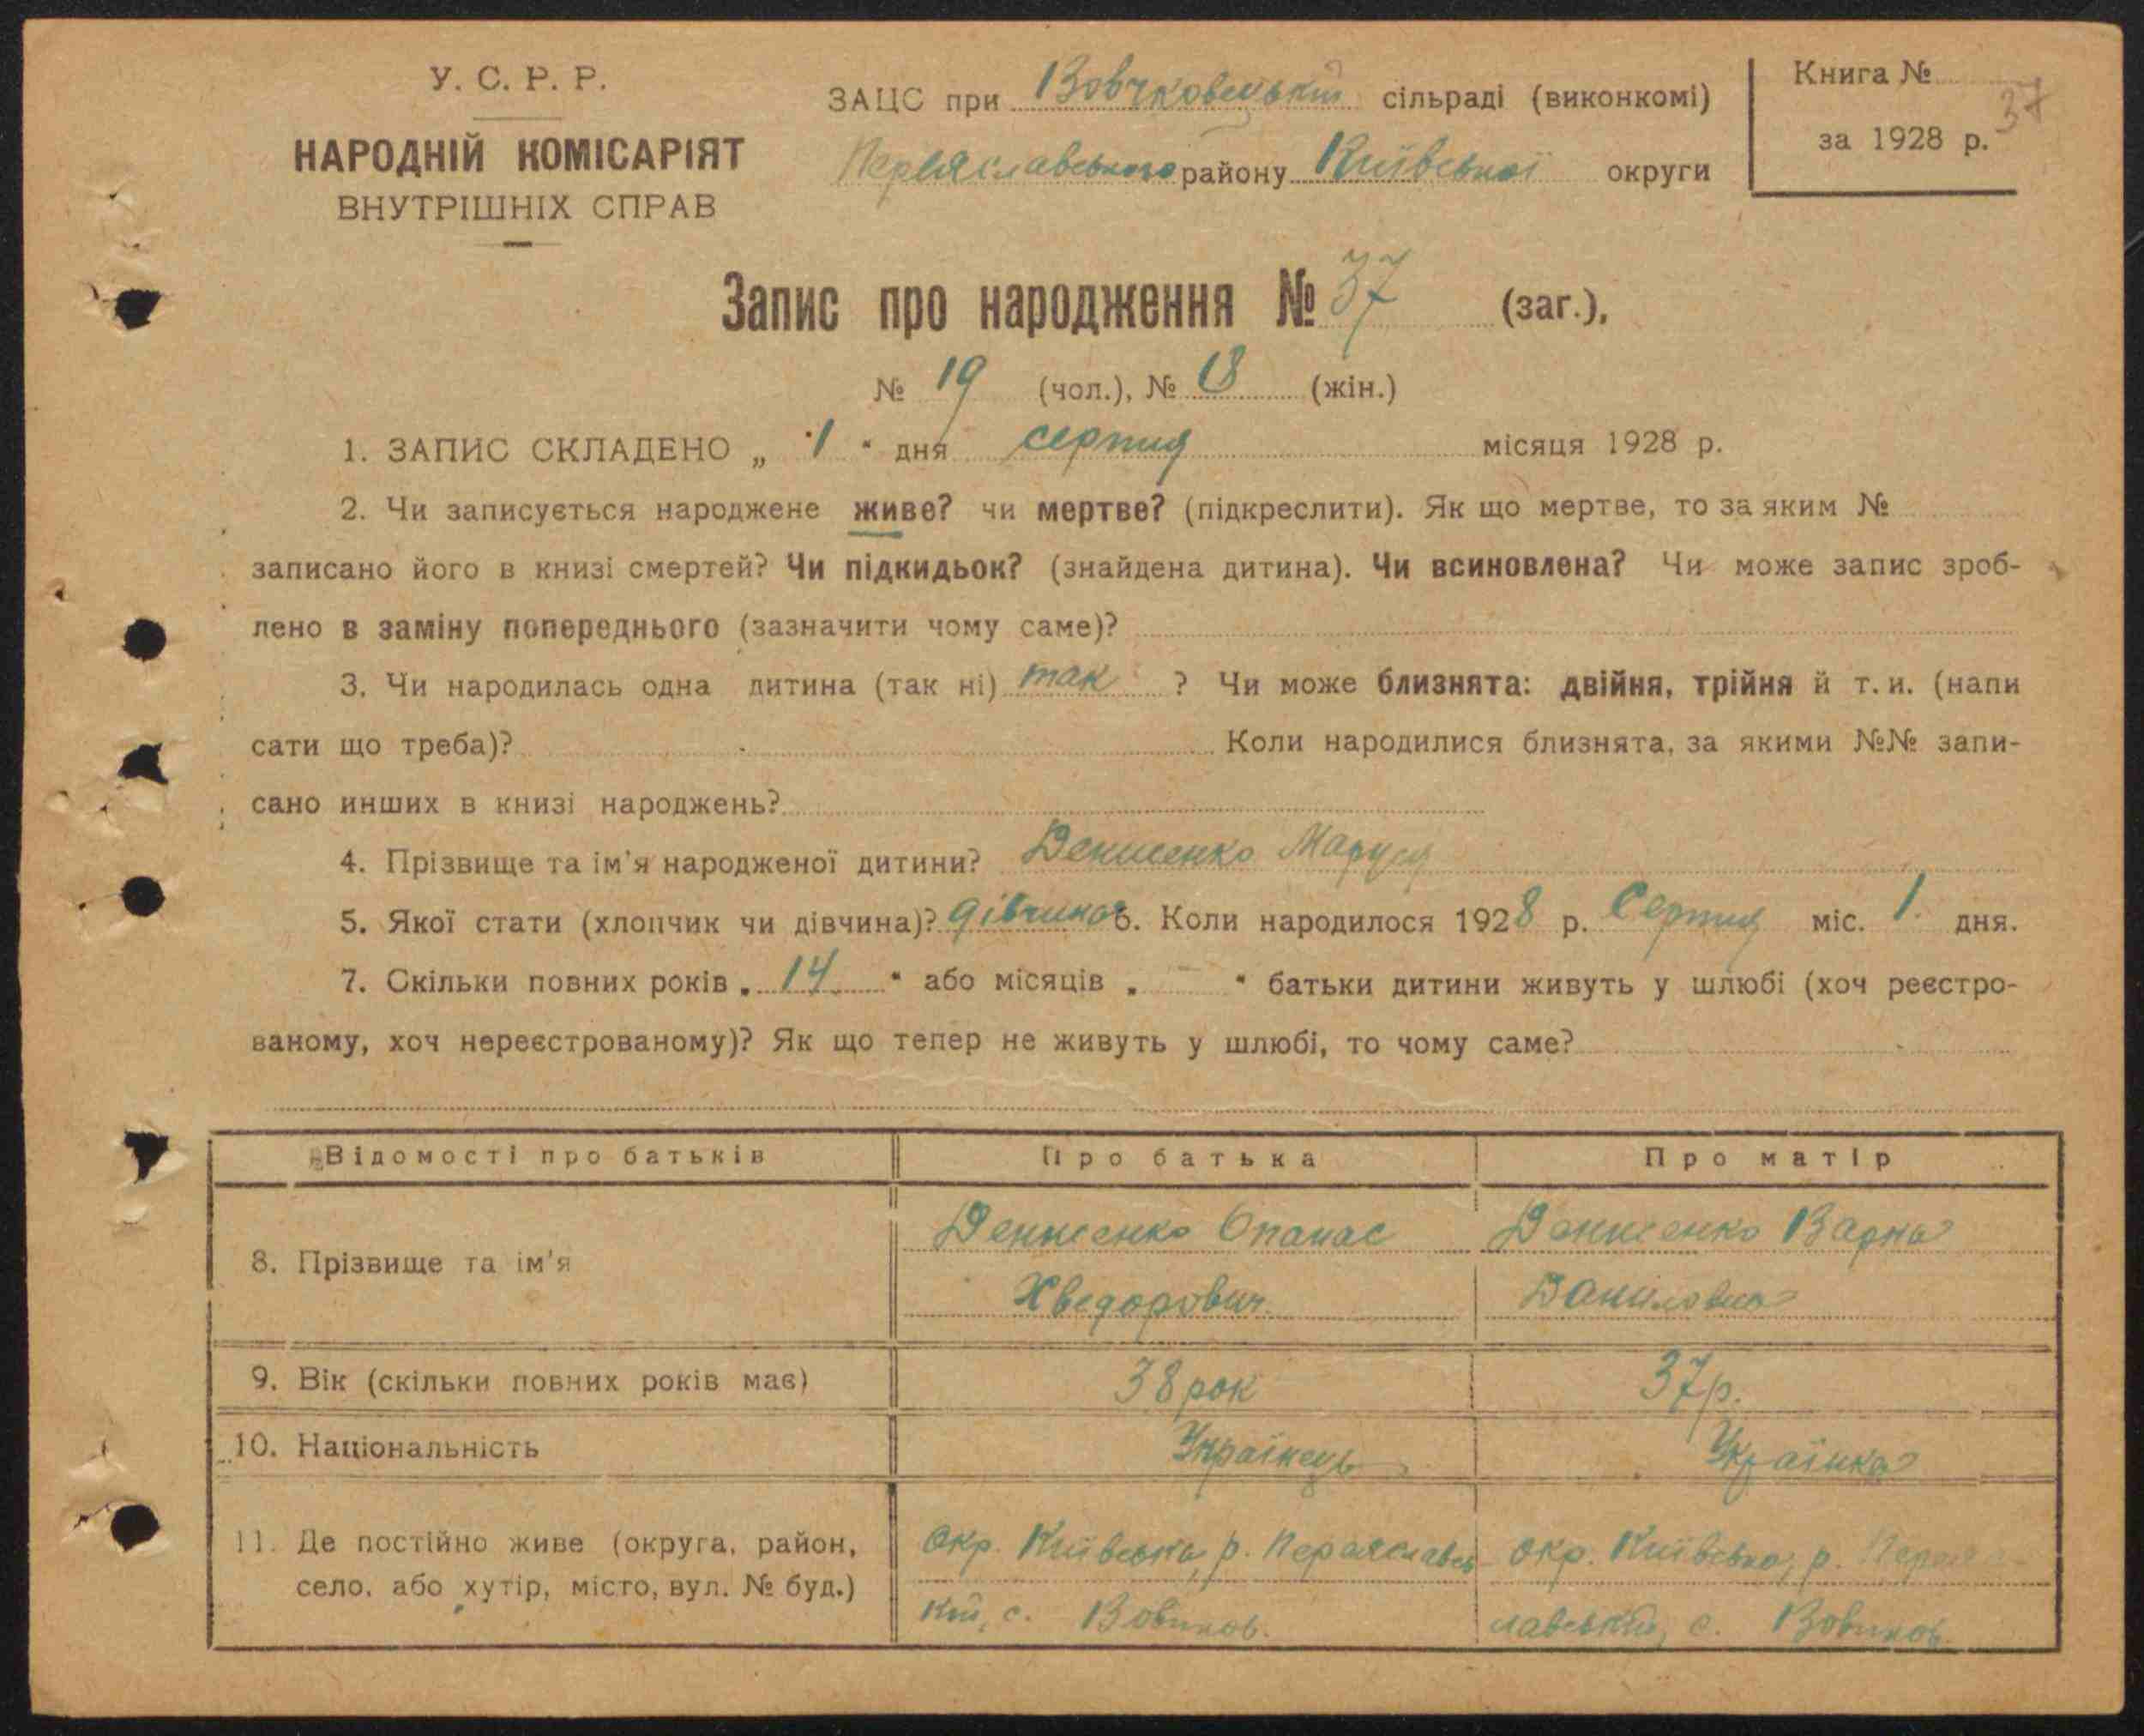 У. С. Р. Р.
НАРОДНІЙ КОМІСАРІЯТ
ВНУТРІШНІХ СПРАВ
ЗАЦС при Вовчковецькій сільраді (виконкомі)
Переяславського району Київської округи
Книга № 37
за 1928 р.
Запис про народження № 37 (заг.),
№ 19 (чол.), № 18 (жін.)
1. ЗАПИС СКЛАДЕНО „ 1 “ дня серпня місяця 1928 р.
2. Чи записується народжене живе? чи мертве? (підкреслити). Як що мертве, то за яким №
записано його в книзі смертей? Чи підкидьок? (знайдена дитина). Чи всиновлена? Чи може запис зроб-
лено в заміну попереднього (зазначити чому саме)?
3. Чи народилась одна дитина (так ні) так ? Чи може близнята: двійня, трійня й т. и. (напи
сати що треба)? Коли народилися близнята, за якими №№ запи-
сано инших в книзі народжень?
4. Прізвище та ім'я народженої дитини? Денисенко Маруся
5. Якої стати (хлопчик чи дівчина)? дівчина 6. Коли народилося 1928 р. Серпня міс. 1. дня.
7. Скільки повних років „ 14 “ або місяців „ - “ батьки дитини живуть у шлюбі (хоч реєстро-
ваному, хоч нереєстрованому)? Як що тепер не живуть у шлюбі, то чому саме?
Відомості про батьків Про батька Про матір
8. Прізвище та ім'я Денисенко Опанас Денисенко Варка
Хведорович Даниловна
9. Вік (скільки повних років має) 38 рок 37 р.
10. Національність Українець Українка
11. Де постійно живе (округа, район, окр. Київська, р. Переяславсь окр. Київська, р. Переяс
село, або хутір, місто, вул. № буд.) кий, с. Вовчков. лавський, с. Вовчков.